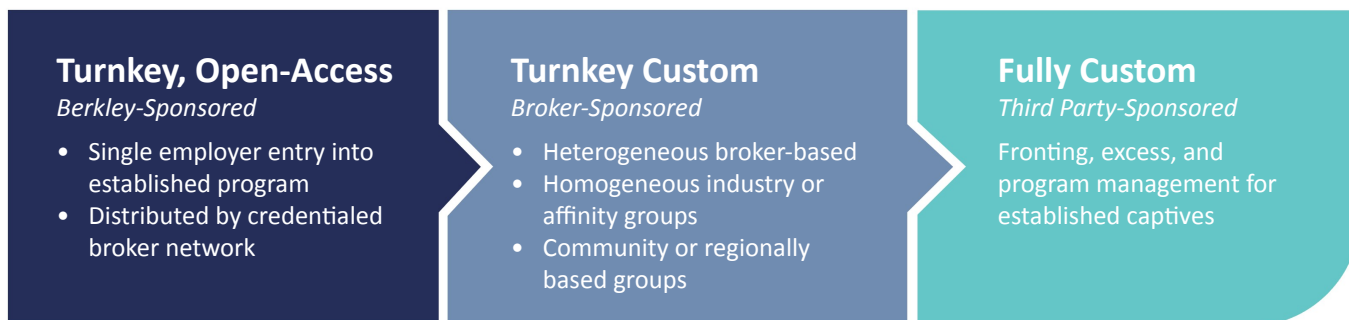 Turnkey, Open-Access
Berkley-Sponsored
• Single employer entry into
established program
• Distributed by credentialed
broker network
Turnkey Custom
Broker-Sponsored
• Heterogeneous broker-based
• Homogeneous industry or
affinity groups
• Community or regionally
based groups
Fully Custom
Third Party-Sponsored
Fronting, excess, and
program management for
established captives